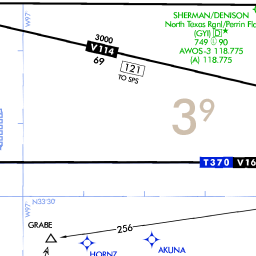 SHERMAN/DENISON
North Texas Rgnl/Perrin Fl
(GYI) D ★
749 90
AWOS-3 118.775
(A) 118.775
W97
3000
V114
69
121
TO SPS
3⁹
T370 V16
N33'30
W97
GRABE
256
HORNZ
AKUNA